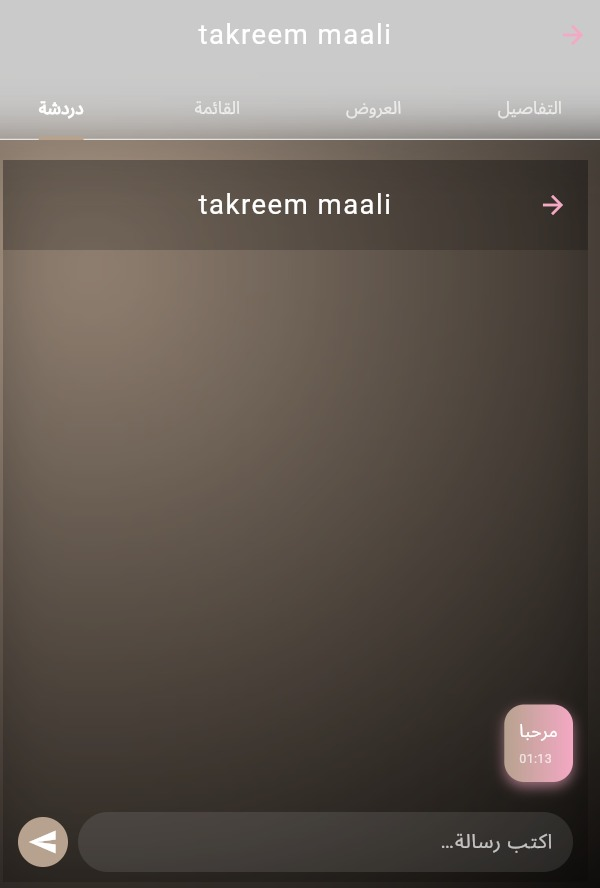 takreem maali
التفاصيل
العروض
القائمة
دردشة
takreem maali
مرحبا
01:13
اكتب رسالة...